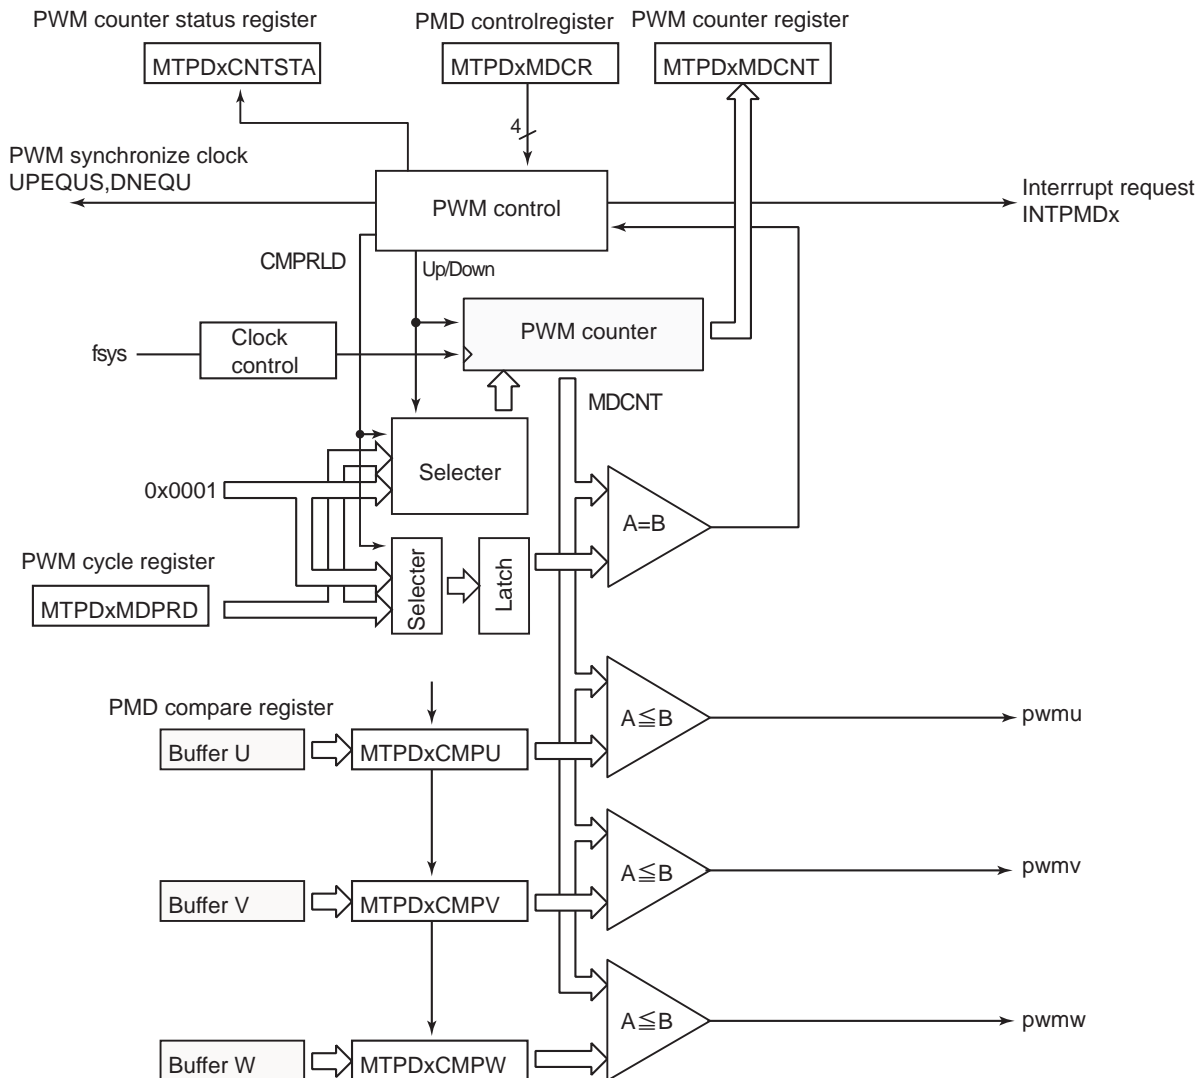 PWM counter status register
PMD controlregister
PWM counter register
MTPDxCNTSTA
MTPDxMDCR
MTPDxMDCNT
4
PWM synchronize clock
UPEQUS,DNEQU
PWM control
Interrrupt request
INTPMDx
CMPRLD
Up/Down
fsys
Clock
control
PWM counter
MDCNT
Selecter
0x0001
A=B
PWM cycle register
MTPDxMDPRD
Selecter
Latch
PMD compare register
Buffer U
MTPDxCMPU
A≦B
pwmu
Buffer V
MTPDxCMPV
A≦B
pwmv
Buffer W
MTPDxCMPW
A≦B
pwmw